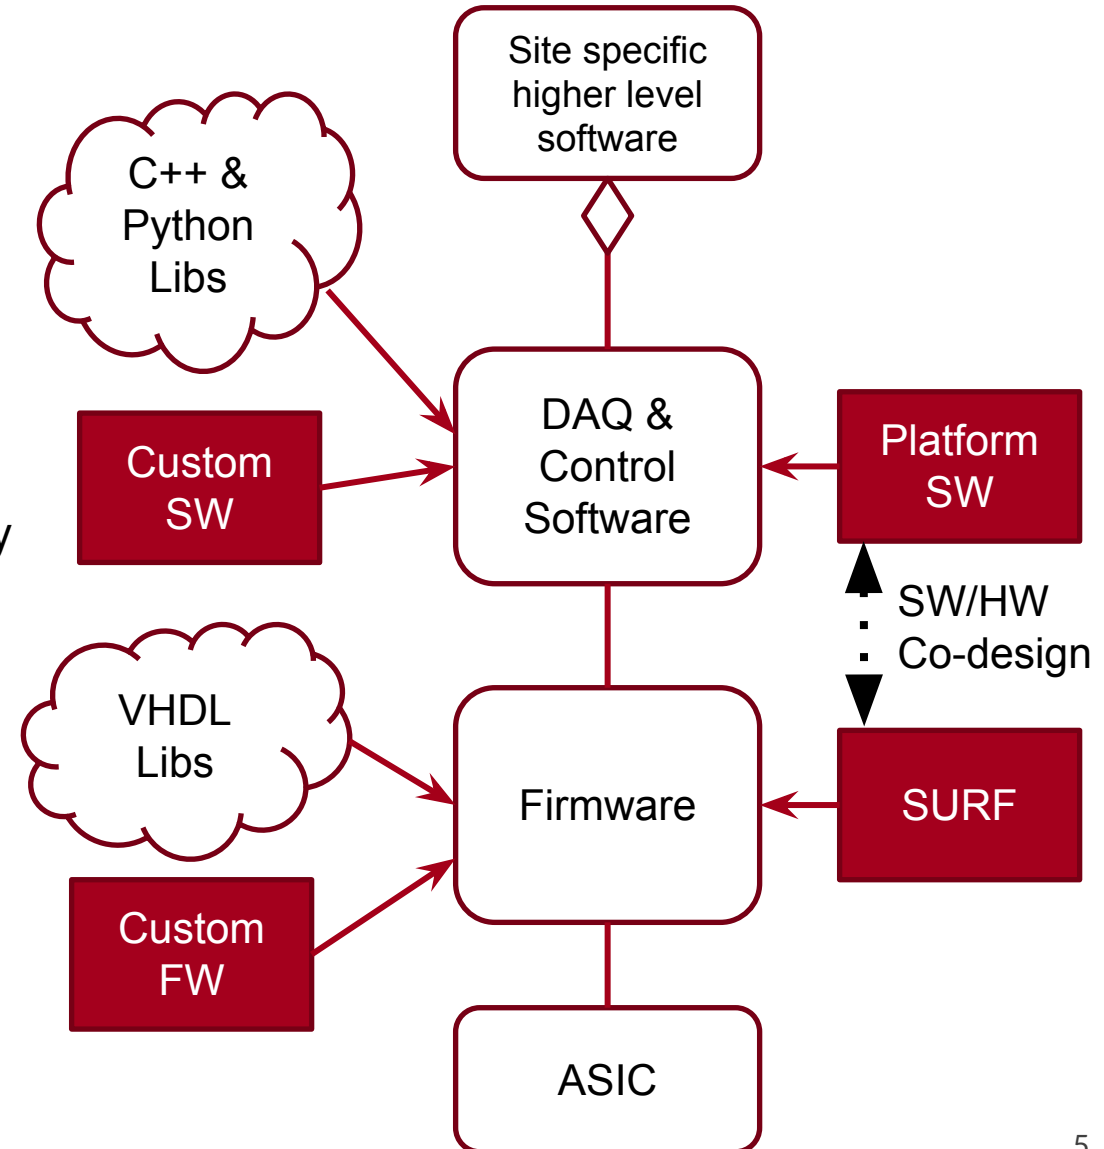 Site specific
higher level
software
C++ &
Python
Libs
DAQ &
Control
Software
Custom
SW
Platform
SW
y
SW/HW
Co-design
VHDL
Libs
Firmware
SURF
Custom
FW
ASIC
5